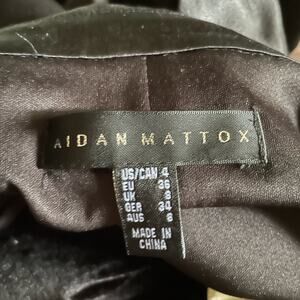 AIDAN MATTOX
US/CAN 4
EU 36
UK 8
GER 34
AUS 8
MADE IN
CHINA